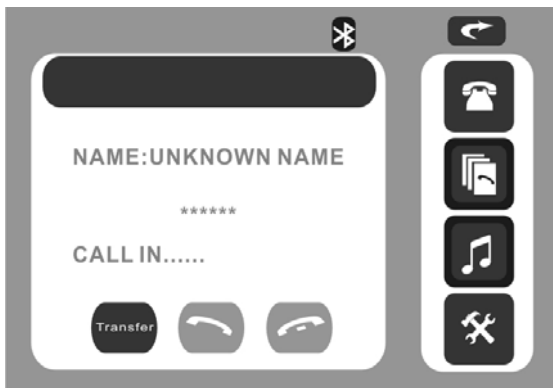 NAME:UNKNOWN NAME
******
CALL IN......
Transfer